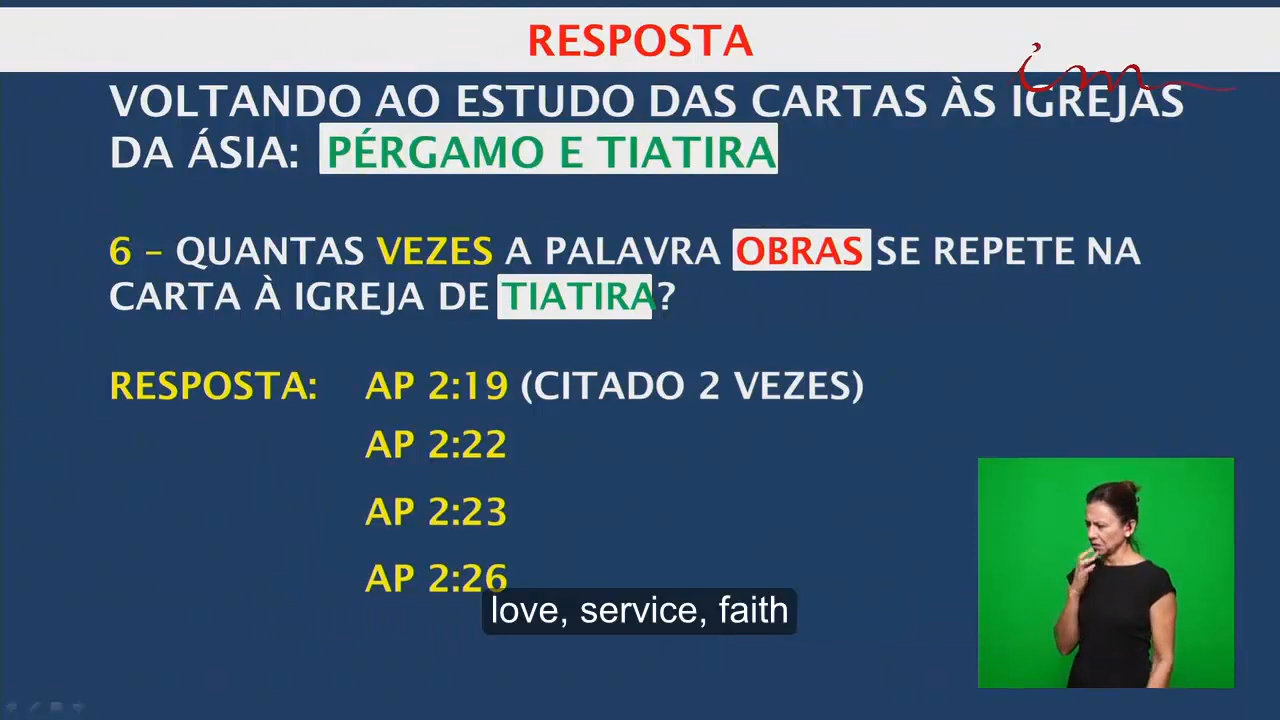 RESPOSTA
im
VOLTANDO AO ESTUDO DAS CARTAS ÀS IGREJAS
DA ÁSIA: PÉRGAMO E TIATIRA
6 – QUANTAS VEZES A PALAVRA OBRAS SE REPETE NA
CARTA À IGREJA DE TIATIRA?
RESPOSTA: AP 2:19 (CITADO 2 VEZES)
AP 2:22
AP 2:23
AP 2:26
love, service, faith